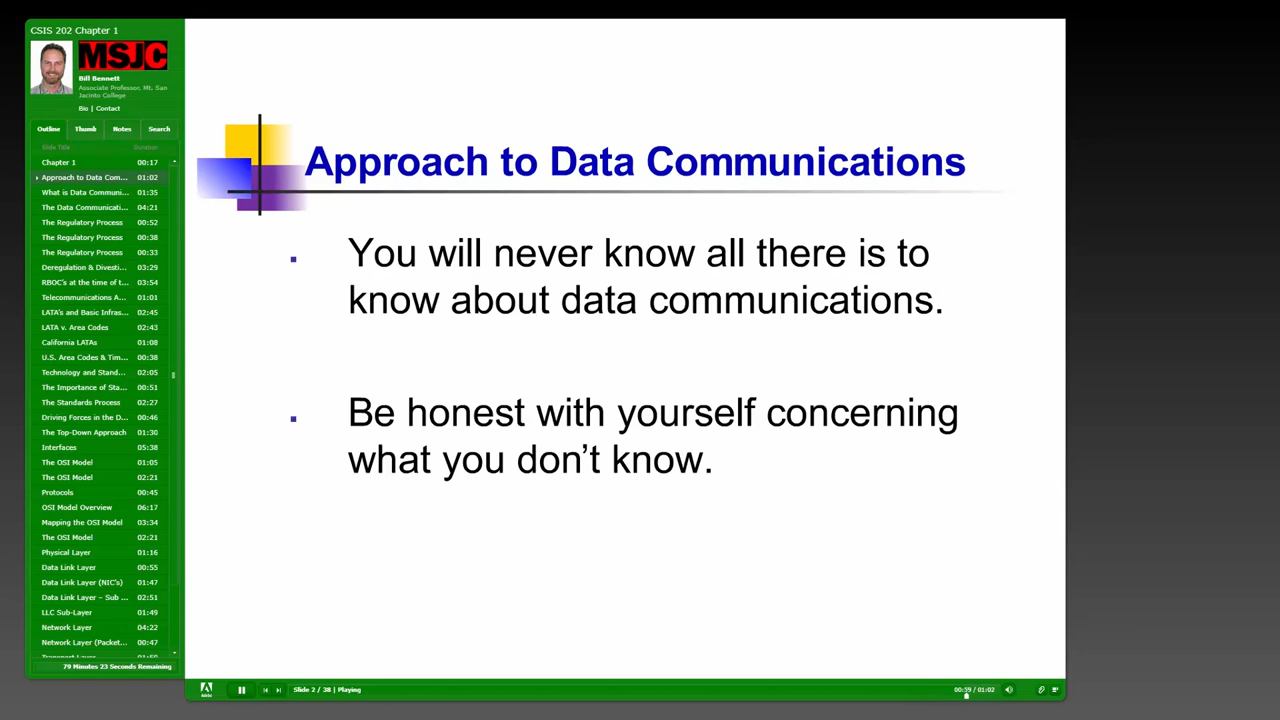 CSIS 202 Chapter 1
MSJC
Bill Bennett
Associate Professor, Mt. San
Jacinto College
Bio | Contact
Outline Thumb Notes Search
Slide Title Duration
Chapter 1 00:17
Approach to Data Com... 01:02
What is Data Communi... 01:35
The Data Communicati... 04:21
The Regulatory Process 00:52
The Regulatory Process 00:38
The Regulatory Process 00:33
Deregulation & Divesti... 03:29
RBOC's at the time of t... 03:54
Telecommunications A... 01:01
LATA's and Basic Infras... 02:45
LATA v. Area Codes 02:43
California LATAs 01:08
U.S. Area Codes & Tim... 00:38
Technology and Stand... 02:05
The Importance of Sta... 00:51
The Standards Process 02:27
Driving Forces in the D... 00:46
The Top-Down Approach 01:30
Interfaces 05:38
The OSI Model 01:05
The OSI Model 02:21
Protocols 00:45
OSI Model Overview 06:17
Mapping the OSI Model 03:34
The OSI Model 02:21
Physical Layer 01:16
Data Link Layer 00:55
Data Link Layer (NIC's) 01:47
Data Link Layer – Sub ... 02:51
LLC Sub-Layer 01:49
Network Layer 04:22
Network Layer (Packet... 00:47
79 Minutes 23 Seconds Remaining
Approach to Data Communications
You will never know all there is to
know about data communications.
Be honest with yourself concerning
what you don't know.
Slide 2 / 38 | Playing
00:59 / 01:02